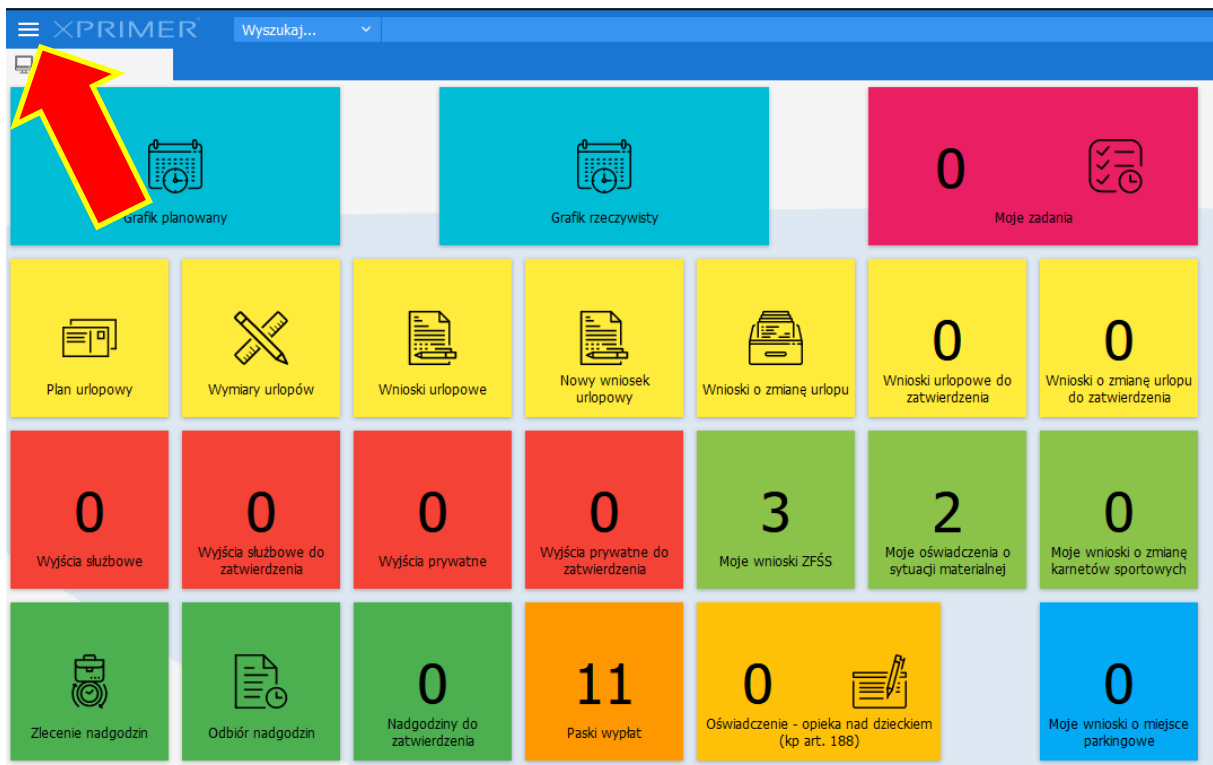 XPRIMER
Wyszukaj...
Grafik planowany
Grafik rzeczywisty
0
Moje zadania
Plan urlopowy
Wymiary urlopów
Wnioski urlopowe
Nowy wniosek
urlopowy
Wnioski o zmianę urlopu
0
Wnioski urlopowe do
zatwierdzenia
0
Wnioski o zmianę urlopu
do zatwierdzenia
0
Wyjścia służbowe
0
Wyjścia służbowe do
zatwierdzenia
0
Wyjścia prywatne
0
Wyjścia prywatne do
zatwierdzenia
3
Moje wnioski ZFŚS
2
Moje oświadczenia o
sytuacji materialnej
0
Moje wnioski o zmianę
karnetów sportowych
Zlecenie nadgodzin
Odbiór nadgodzin
0
Nadgodziny do
zatwierdzenia
11
Paski wypłat
0
Oświadczenie - opieka nad dzieckiem
(kp art. 188)
0
Moje wnioski o miejsce
parkingowe